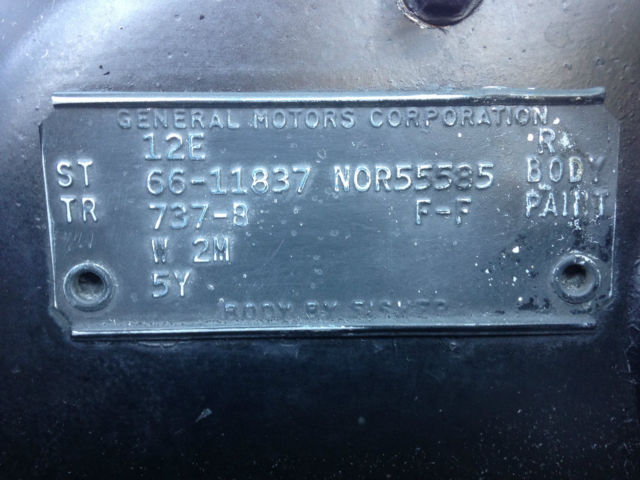 GENERAL MOTORS CORPORATION
12E R
ST 66-11837 NOR55585 BODY
TR 737-B F-F PAINT
W 2M
5Y
BODY BY FISHER